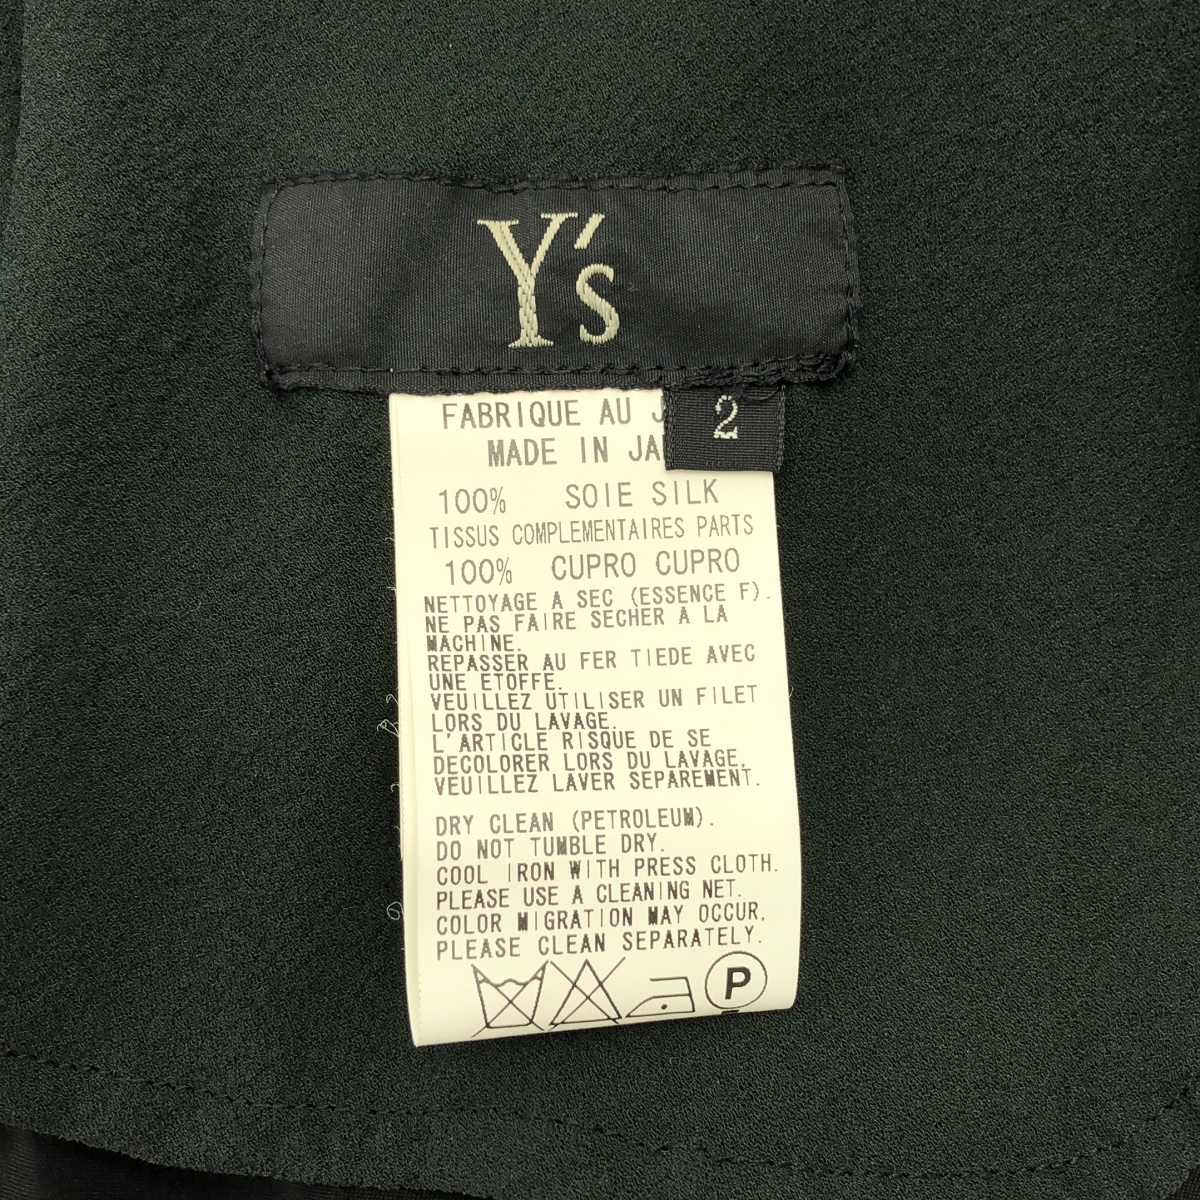 Y's
2
FABRIQUE AU
MADE IN
100% SOIE SILK
TISSUS COMPLEMENTAIRES PARTS
100% CUPRO CUPRO
NETTOYAGE A SEC (ESSENCE F).
NE PAS FAIRE SECHER A LA
MACHINE.
REPASSER AU FER TIEDE AVEC
UNE ETOFFE.
VEUILLEZ UTILISER UN FILET
LORS DU LAVAGE.
L'ARTICLE RISQUE DE SE
DECOLORER LORS DU LAVAGE,
VEUILLEZ LAVER SEPAREMENT.
DRY CLEAN (PETROLEUM).
DO NOT TUMBLE DRY.
COOL IRON WITH PRESS CLOTH.
PLEASE USE A CLEANING NET.
COLOR MIGRATION MAY OCCUR,
PLEASE CLEAN SEPARATELY.
P